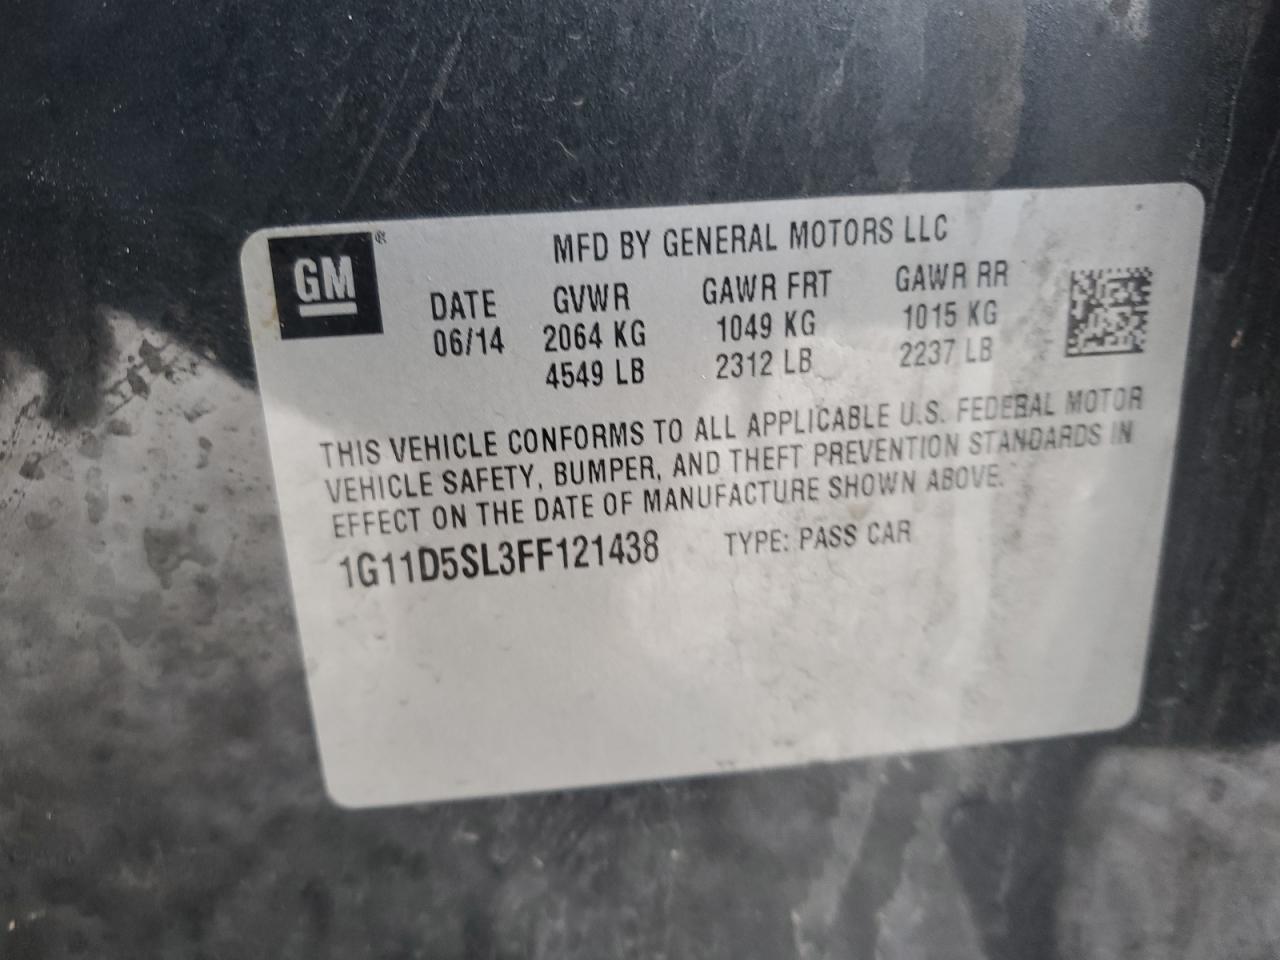 GM®
MFD BY GENERAL MOTORS LLC
DATE GVWR GAWR FRT GAWR RR
06/14 2064 KG 1049 KG 1015 KG
4549 LB 2312 LB 2237 LB
THIS VEHICLE CONFORMS TO ALL APPLICABLE U.S. FEDERAL MOTOR
VEHICLE SAFETY, BUMPER, AND THEFT PREVENTION STANDARDS IN
EFFECT ON THE DATE OF MANUFACTURE SHOWN ABOVE.
1G11D5SL3FF121438 TYPE: PASS CAR